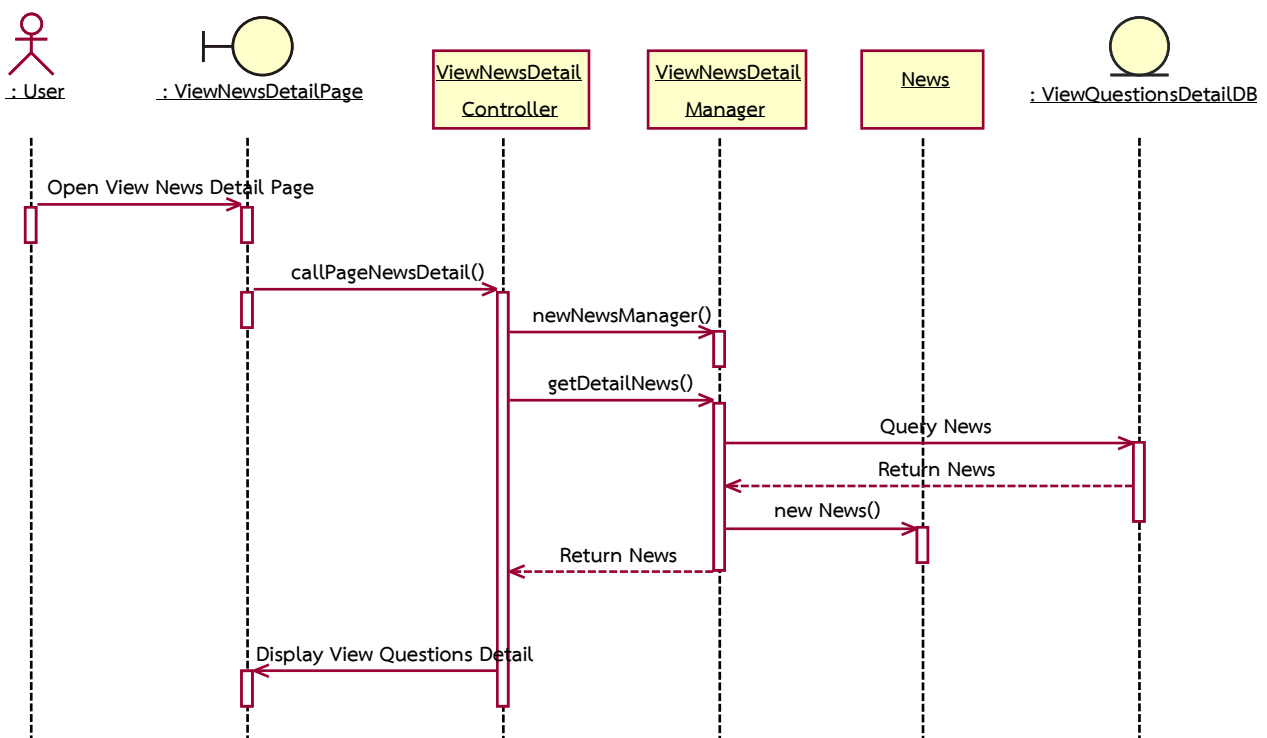 : User
: ViewNewsDetailPage
ViewNewsDetail
Controller
ViewNewsDetail
Manager
News
: ViewQuestionsDetailDB
Open View News Detail Page
callPageNewsDetail()
newNewsManager()
getDetailNews()
Query News
Return News
new News()
Return News
Display View Questions Detail